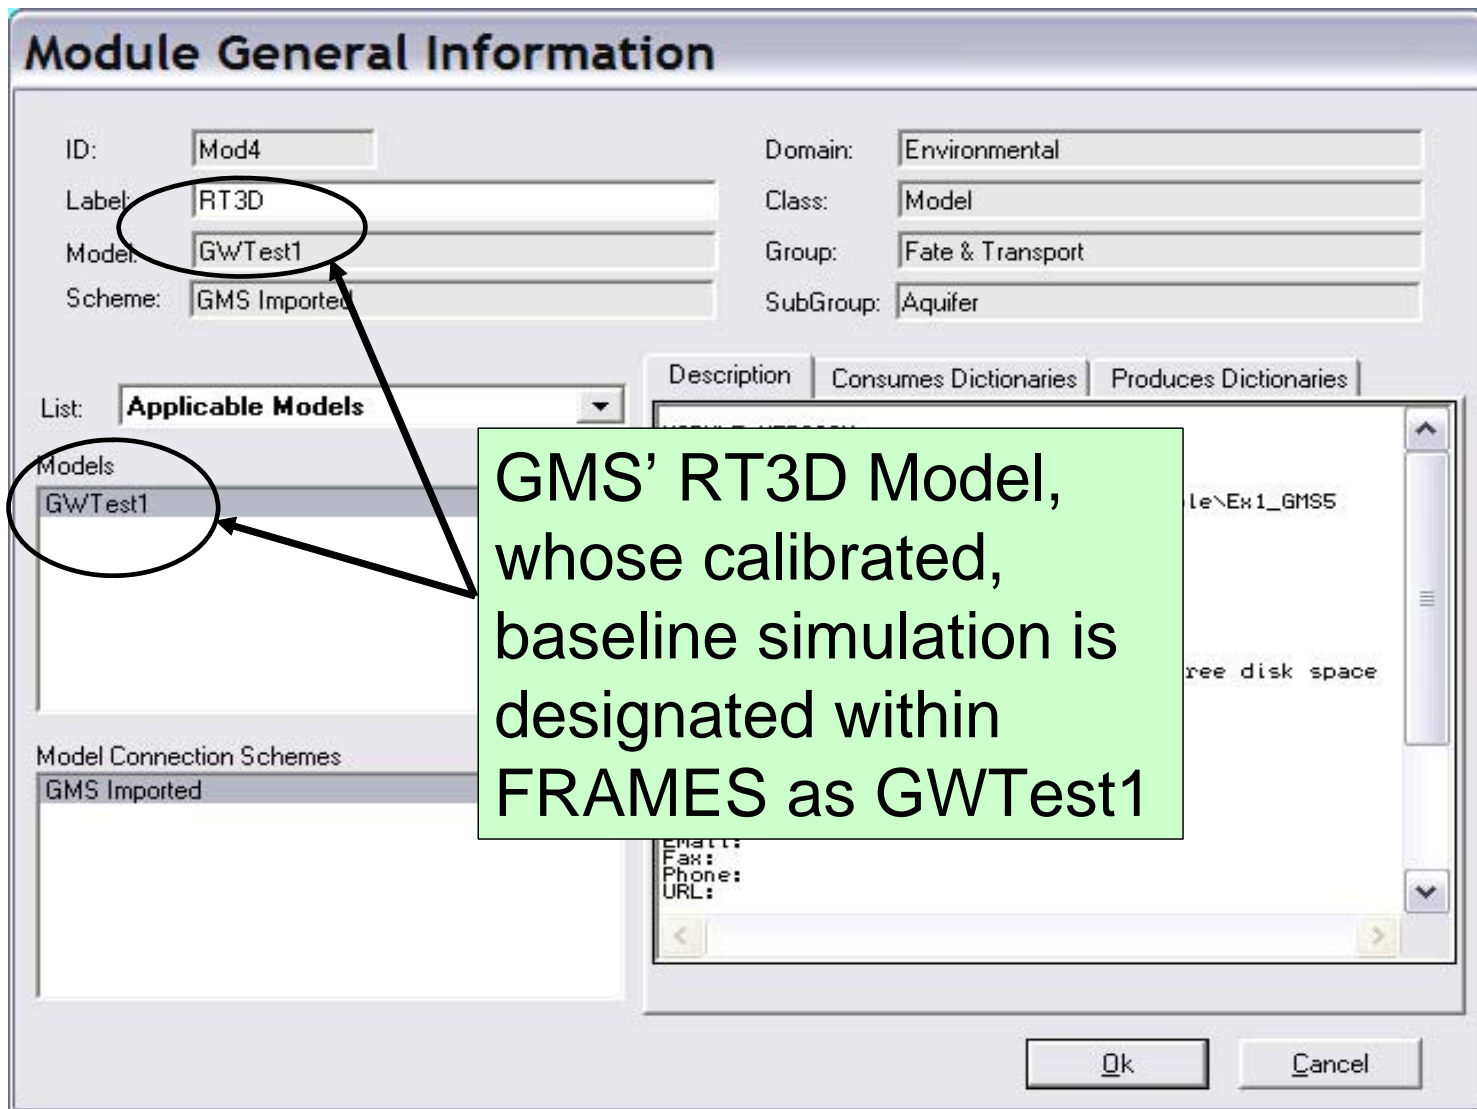 Module General Information
ID: Mod4
Label: RT3D
Model: GWTest1
Scheme: GMS Imported
Domain: Environmental
Class: Model
Group: Fate & Transport
SubGroup: Aquifer
List: Applicable Models
Models
GWTest1
Model Connection Schemes
GMS Imported
Description Consumes Dictionaries Produces Dictionaries
le\Ex1_GMS5
ree disk space
GMS’ RT3D Model,
whose calibrated,
baseline simulation is
designated within
FRAMES as GWTest1
Email:
Fax:
Phone:
URL:
Ok Cancel